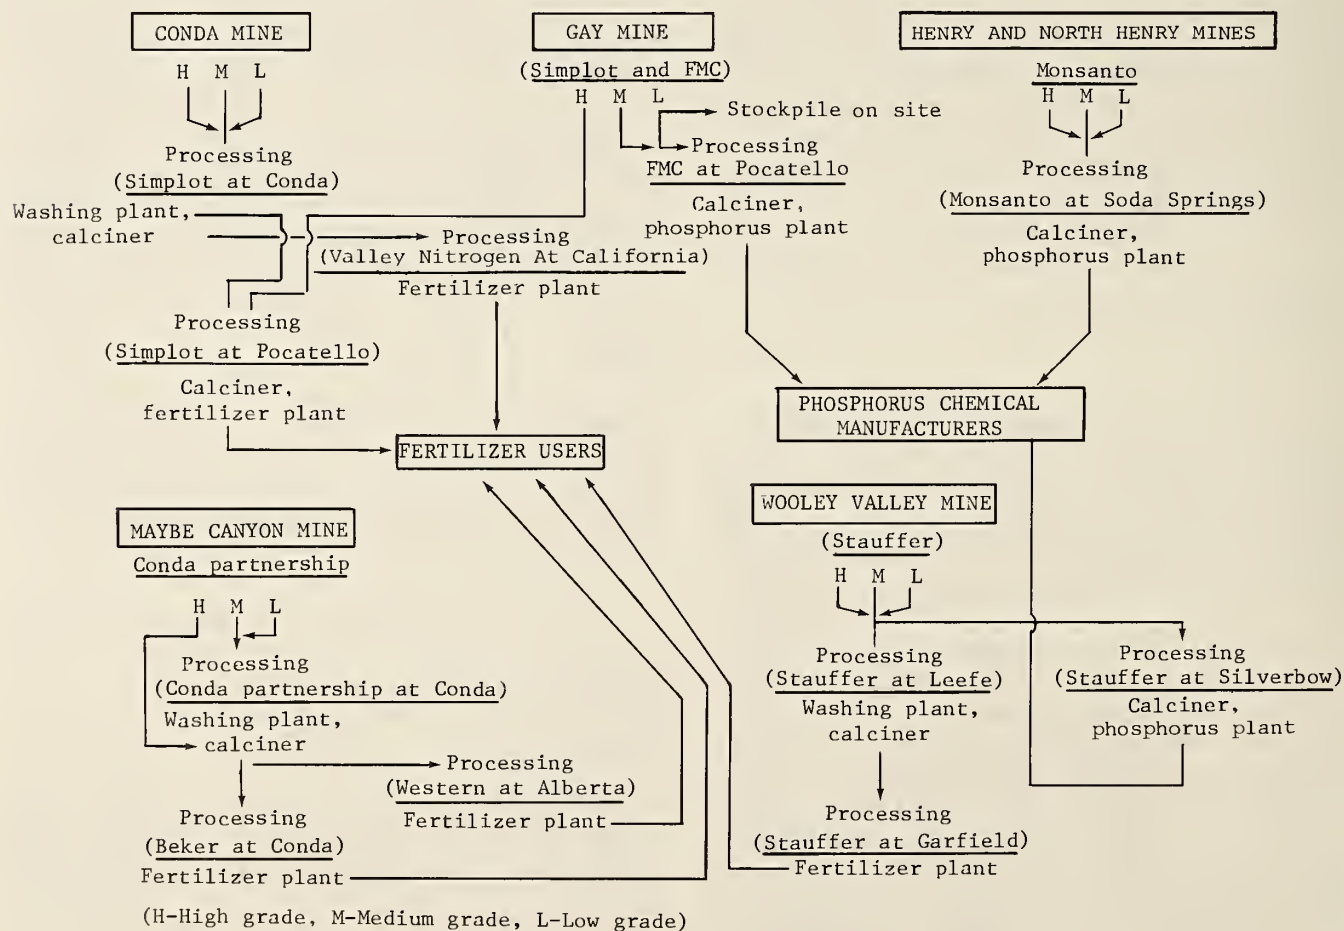 CONDA MINE
H M L
Processing
(Simplot at Conda)
Washing plant,
calciner
GAY MINE
(Simplot and FMC)
H M L
Stockpile on site
Processing
FMC at Pocatello
Calciner,
phosphorus plant
HENRY AND NORTH HENRY MINES
Monsanto
H M L
Processing
(Monsanto at Soda Springs)
Calciner,
phosphorus plant
Processing
(Valley Nitrogen At California)
Fertilizer plant
Processing
(Simplot at Pocatello)
Calciner,
fertilizer plant
FERTILIZER USERS
PHOSPHORUS CHEMICAL
MANUFACTURERS
MAYBE CANYON MINE
Conda partnership
H M L
Processing
(Conda partnership at Conda)
Washing plant,
calciner
Processing
(Western at Alberta)
Fertilizer plant
Processing
(Beker at Conda)
Fertilizer plant
WOOLEY VALLEY MINE
(Stauffer)
H M L
Processing
(Stauffer at Leefe)
Washing plant,
calciner
Processing
(Stauffer at Silverbow)
Calciner,
phosphorus plant
Processing
(Stauffer at Garfield)
Fertilizer plant
(H-High grade, M-Medium grade, L-Low grade)